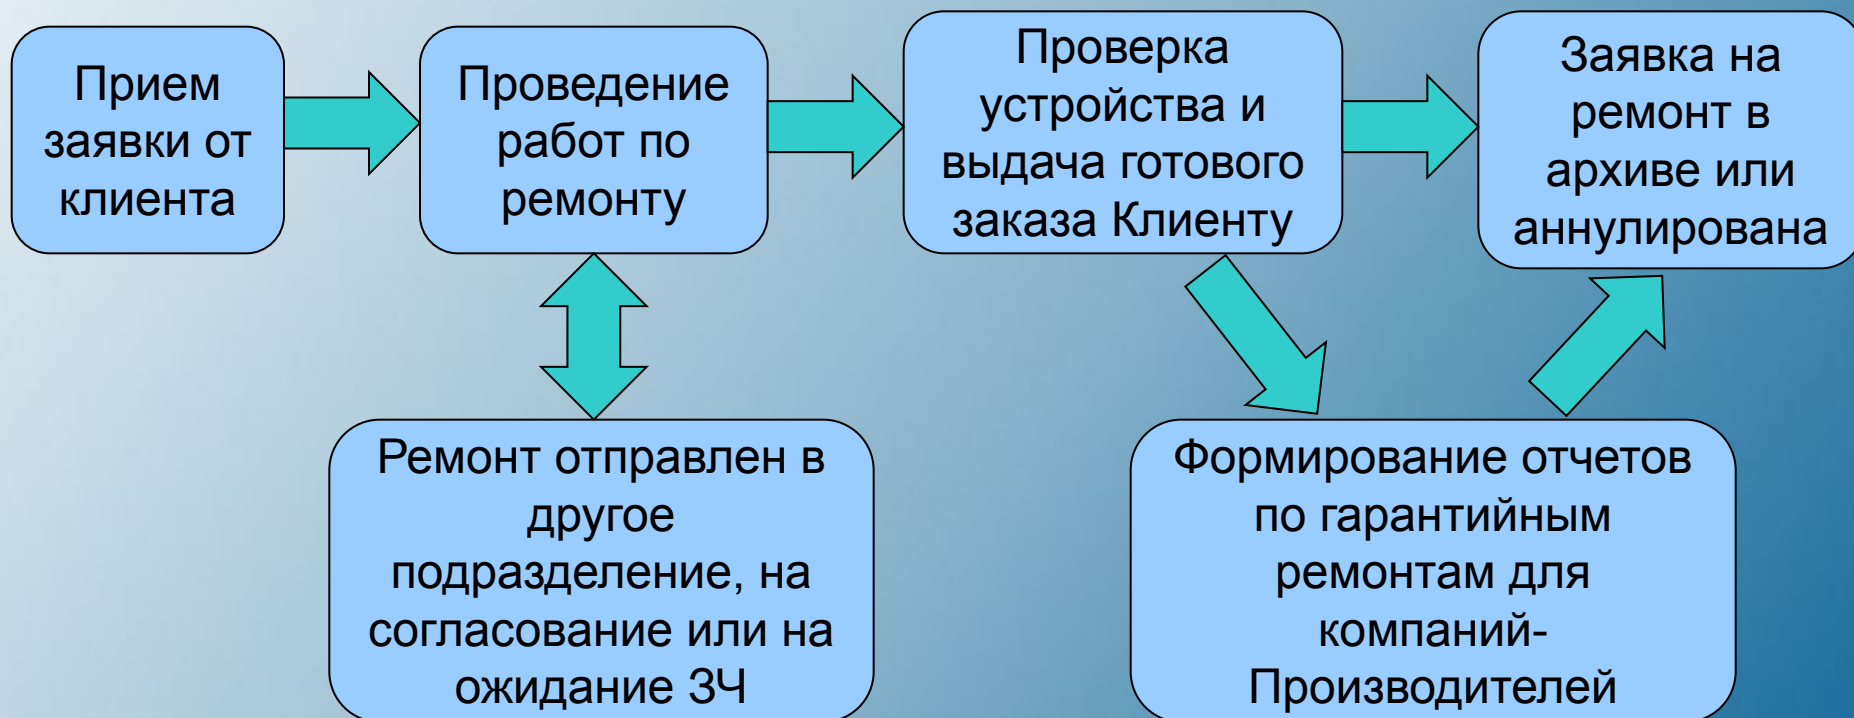 Прием
заявки от
клиента
Проведение
работ по
ремонту
Проверка
устройства и
выдача готового
заказа Клиенту
Заявка на
ремонт в
архиве или
аннулирована
Ремонт отправлен в
другое
подразделение, на
согласование или на
ожидание ЗЧ
Формирование отчетов
по гарантийным
ремонтам для
компаний-
Производителей